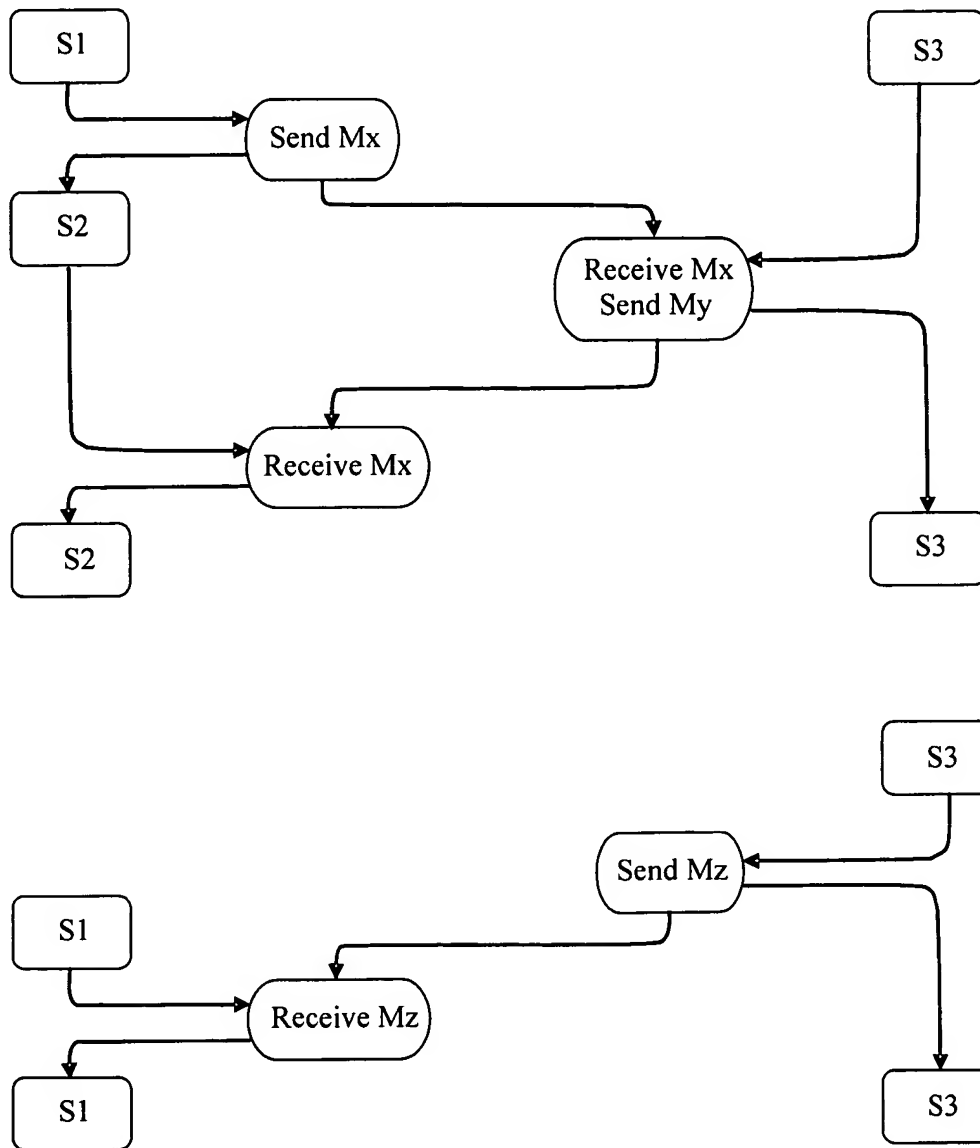 S1
S3
Send Mx
S2
Receive Mx
Send My
Receive Mx
S2
S3
S3
Send Mz
S1
Receive Mz
S1
S3